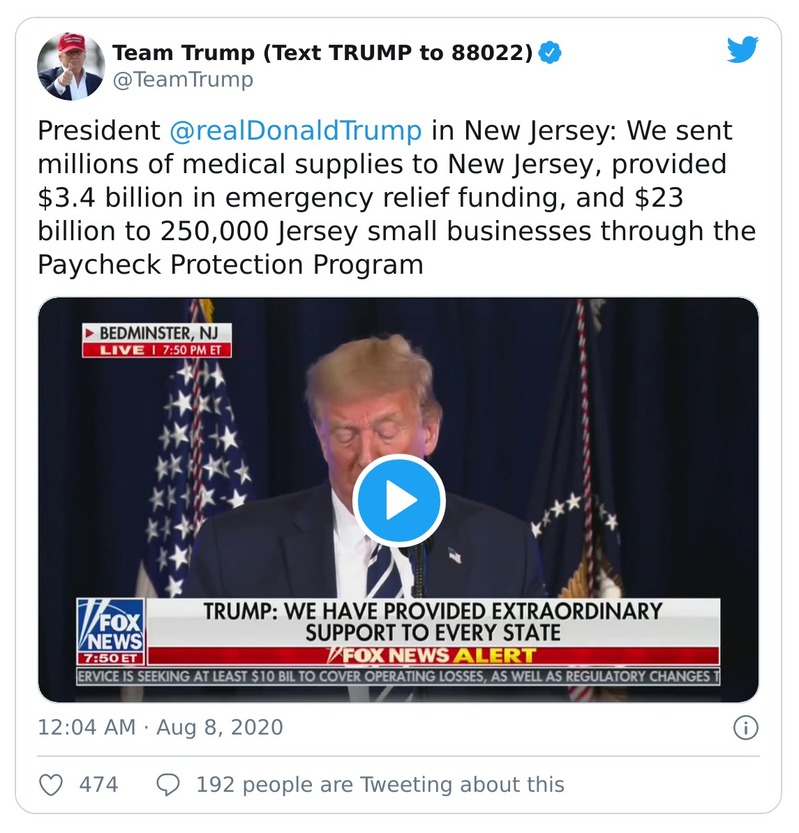 Team Trump (Text TRUMP to 88022)
@TeamTrump
President @realDonaldTrump in New Jersey: We sent
millions of medical supplies to New Jersey, provided
$3.4 billion in emergency relief funding, and $23
billion to 250,000 Jersey small businesses through the
Paycheck Protection Program
BEDMINSTER, NJ
LIVE | 7:50 PM ET
TRUMP: WE HAVE PROVIDED EXTRAORDINARY
SUPPORT TO EVERY STATE
FOX
NEWS
FOX NEWS ALERT
7:50 ET
ERVICE IS SEEKING AT LEAST $10 BIL TO COVER OPERATING LOSSES, AS WELL AS REGULATORY CHANGES T
12:04 AM · Aug 8, 2020
474
192 people are Tweeting about this